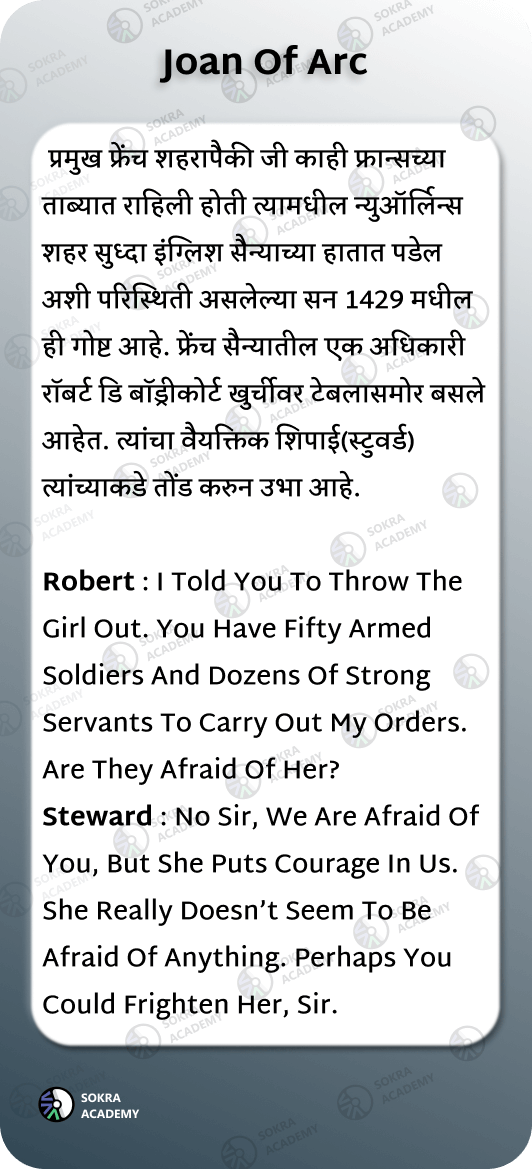 Joan Of Arc
प्रमुख फ्रेंच शहरापैकी जी काही फ्रान्सच्या
ताब्यात राहिली होती त्यामधील न्युऑर्लिन्स
शहर सुध्दा इंग्लिश सैन्याच्या हातात पडेल
अशी परिस्थिती असलेल्या सन 1429 मधील
ही गोष्ट आहे. फ्रेंच सैन्यातील एक अधिकारी
रॉबर्ट डि बॉड्रीकोर्ट खुर्चीवर टेबलासमोर बसले
आहेत. त्यांचा वैयक्तिक शिपाई(स्टुवर्ड)
त्यांच्याकडे तोंड करुन उभा आहे.
Robert : I Told You To Throw The
Girl Out. You Have Fifty Armed
Soldiers And Dozens Of Strong
Servants To Carry Out My Orders.
Are They Afraid Of Her?
Steward : No Sir, We Are Afraid Of
You, But She Puts Courage In Us.
She Really Doesn’t Seem To Be
Afraid Of Anything. Perhaps You
Could Frighten Her, Sir.
SOKRA
ACADEMY